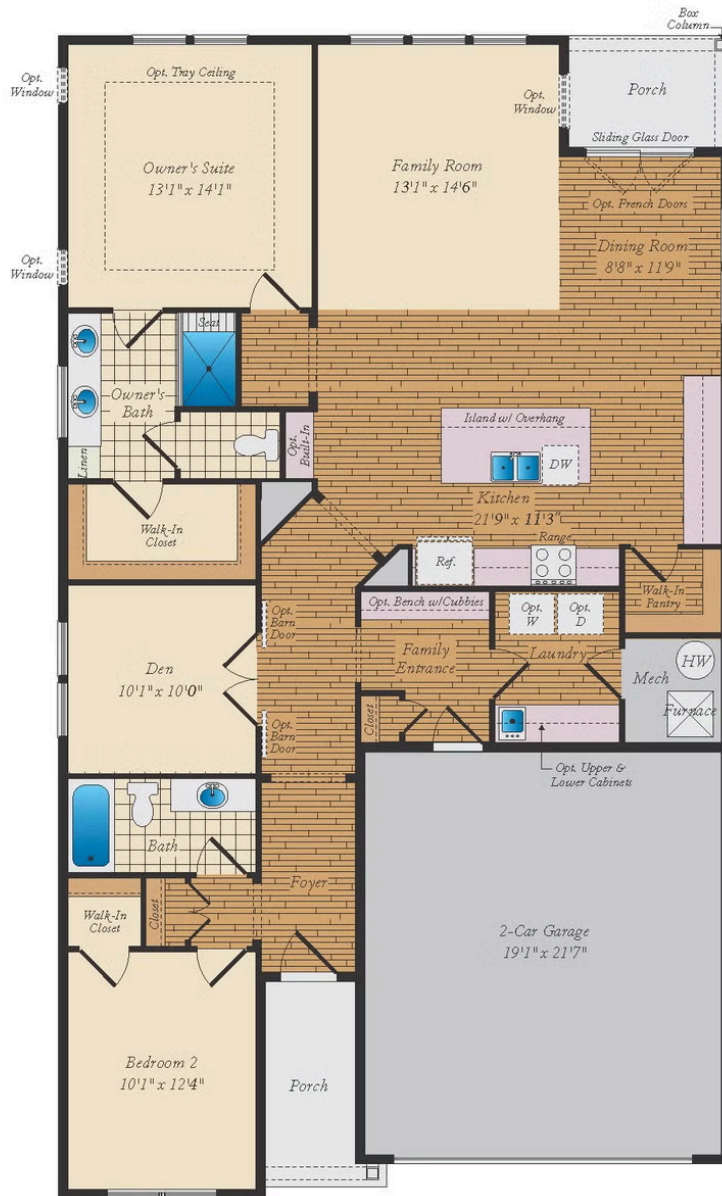 Box
Column
Opt.
Window
Opt. Tray Ceiling
Owner's Suite
13'1" x 14'1"
Family Room
13'1" x 14'6"
Opt.
Window
Porch
Sliding Glass Door
Opt. French Doors
Dining Room
8'8" x 11'9"
Opt.
Window
Seat
Owner's
Bath
Linen
Opt.
Built-In
Island w/ Overhang
DW
Kitchen
21'9" x 11'3"
Range
Ref.
Walk-In
Closet
Walk-In
Pantry
Opt. Bench w/Cubbies
Opt.
W
Opt.
D
Opt.
Barn
Door
Family
Entrance
Laundry
Mech
HW
Furnace
Den
10'1" x 10'0"
Opt.
Barn
Door
Closet
Opt. Upper &
Lower Cabinets
Bath
Foyer
Walk-In
Closet
Closet
2-Car Garage
19'1" x 21'7"
Bedroom 2
10'1" x 12'4"
Porch